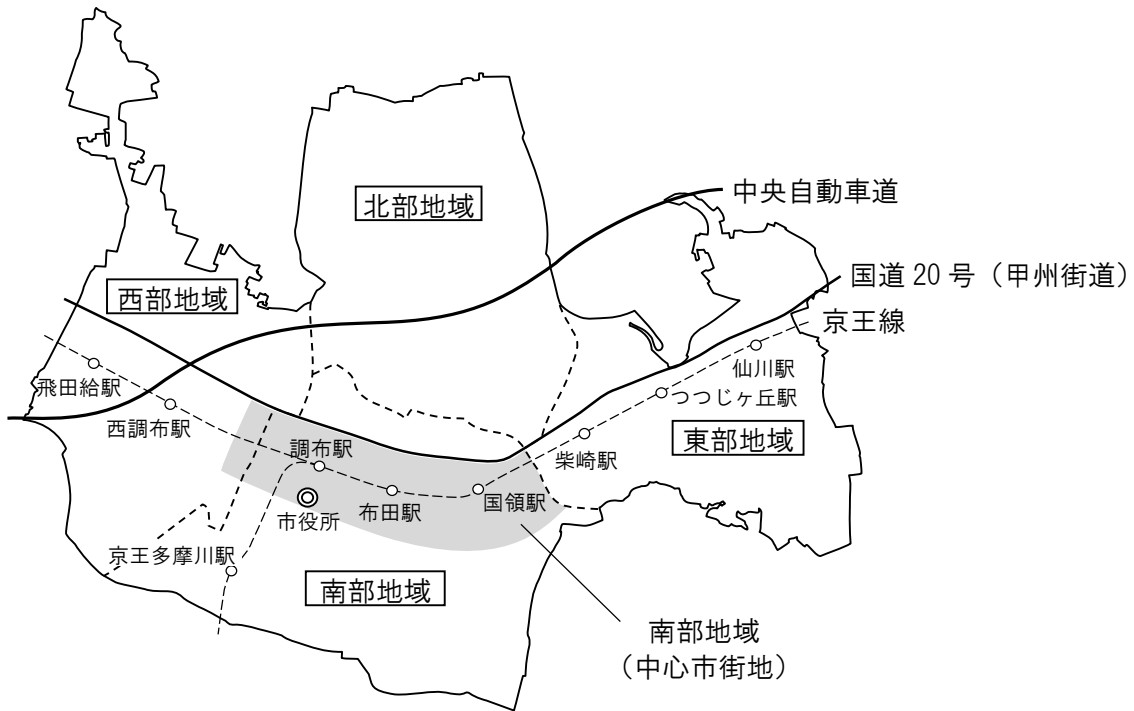 中央自動車道
北部地域
国道 20 号（甲州街道）
西部地域
京王線
飛田給駅
仙川駅
つつじヶ丘駅
西調布駅
東部地域
調布駅
柴崎駅
国領駅
布田駅
市役所
京王多摩川駅
南部地域
南部地域
（中心市街地）